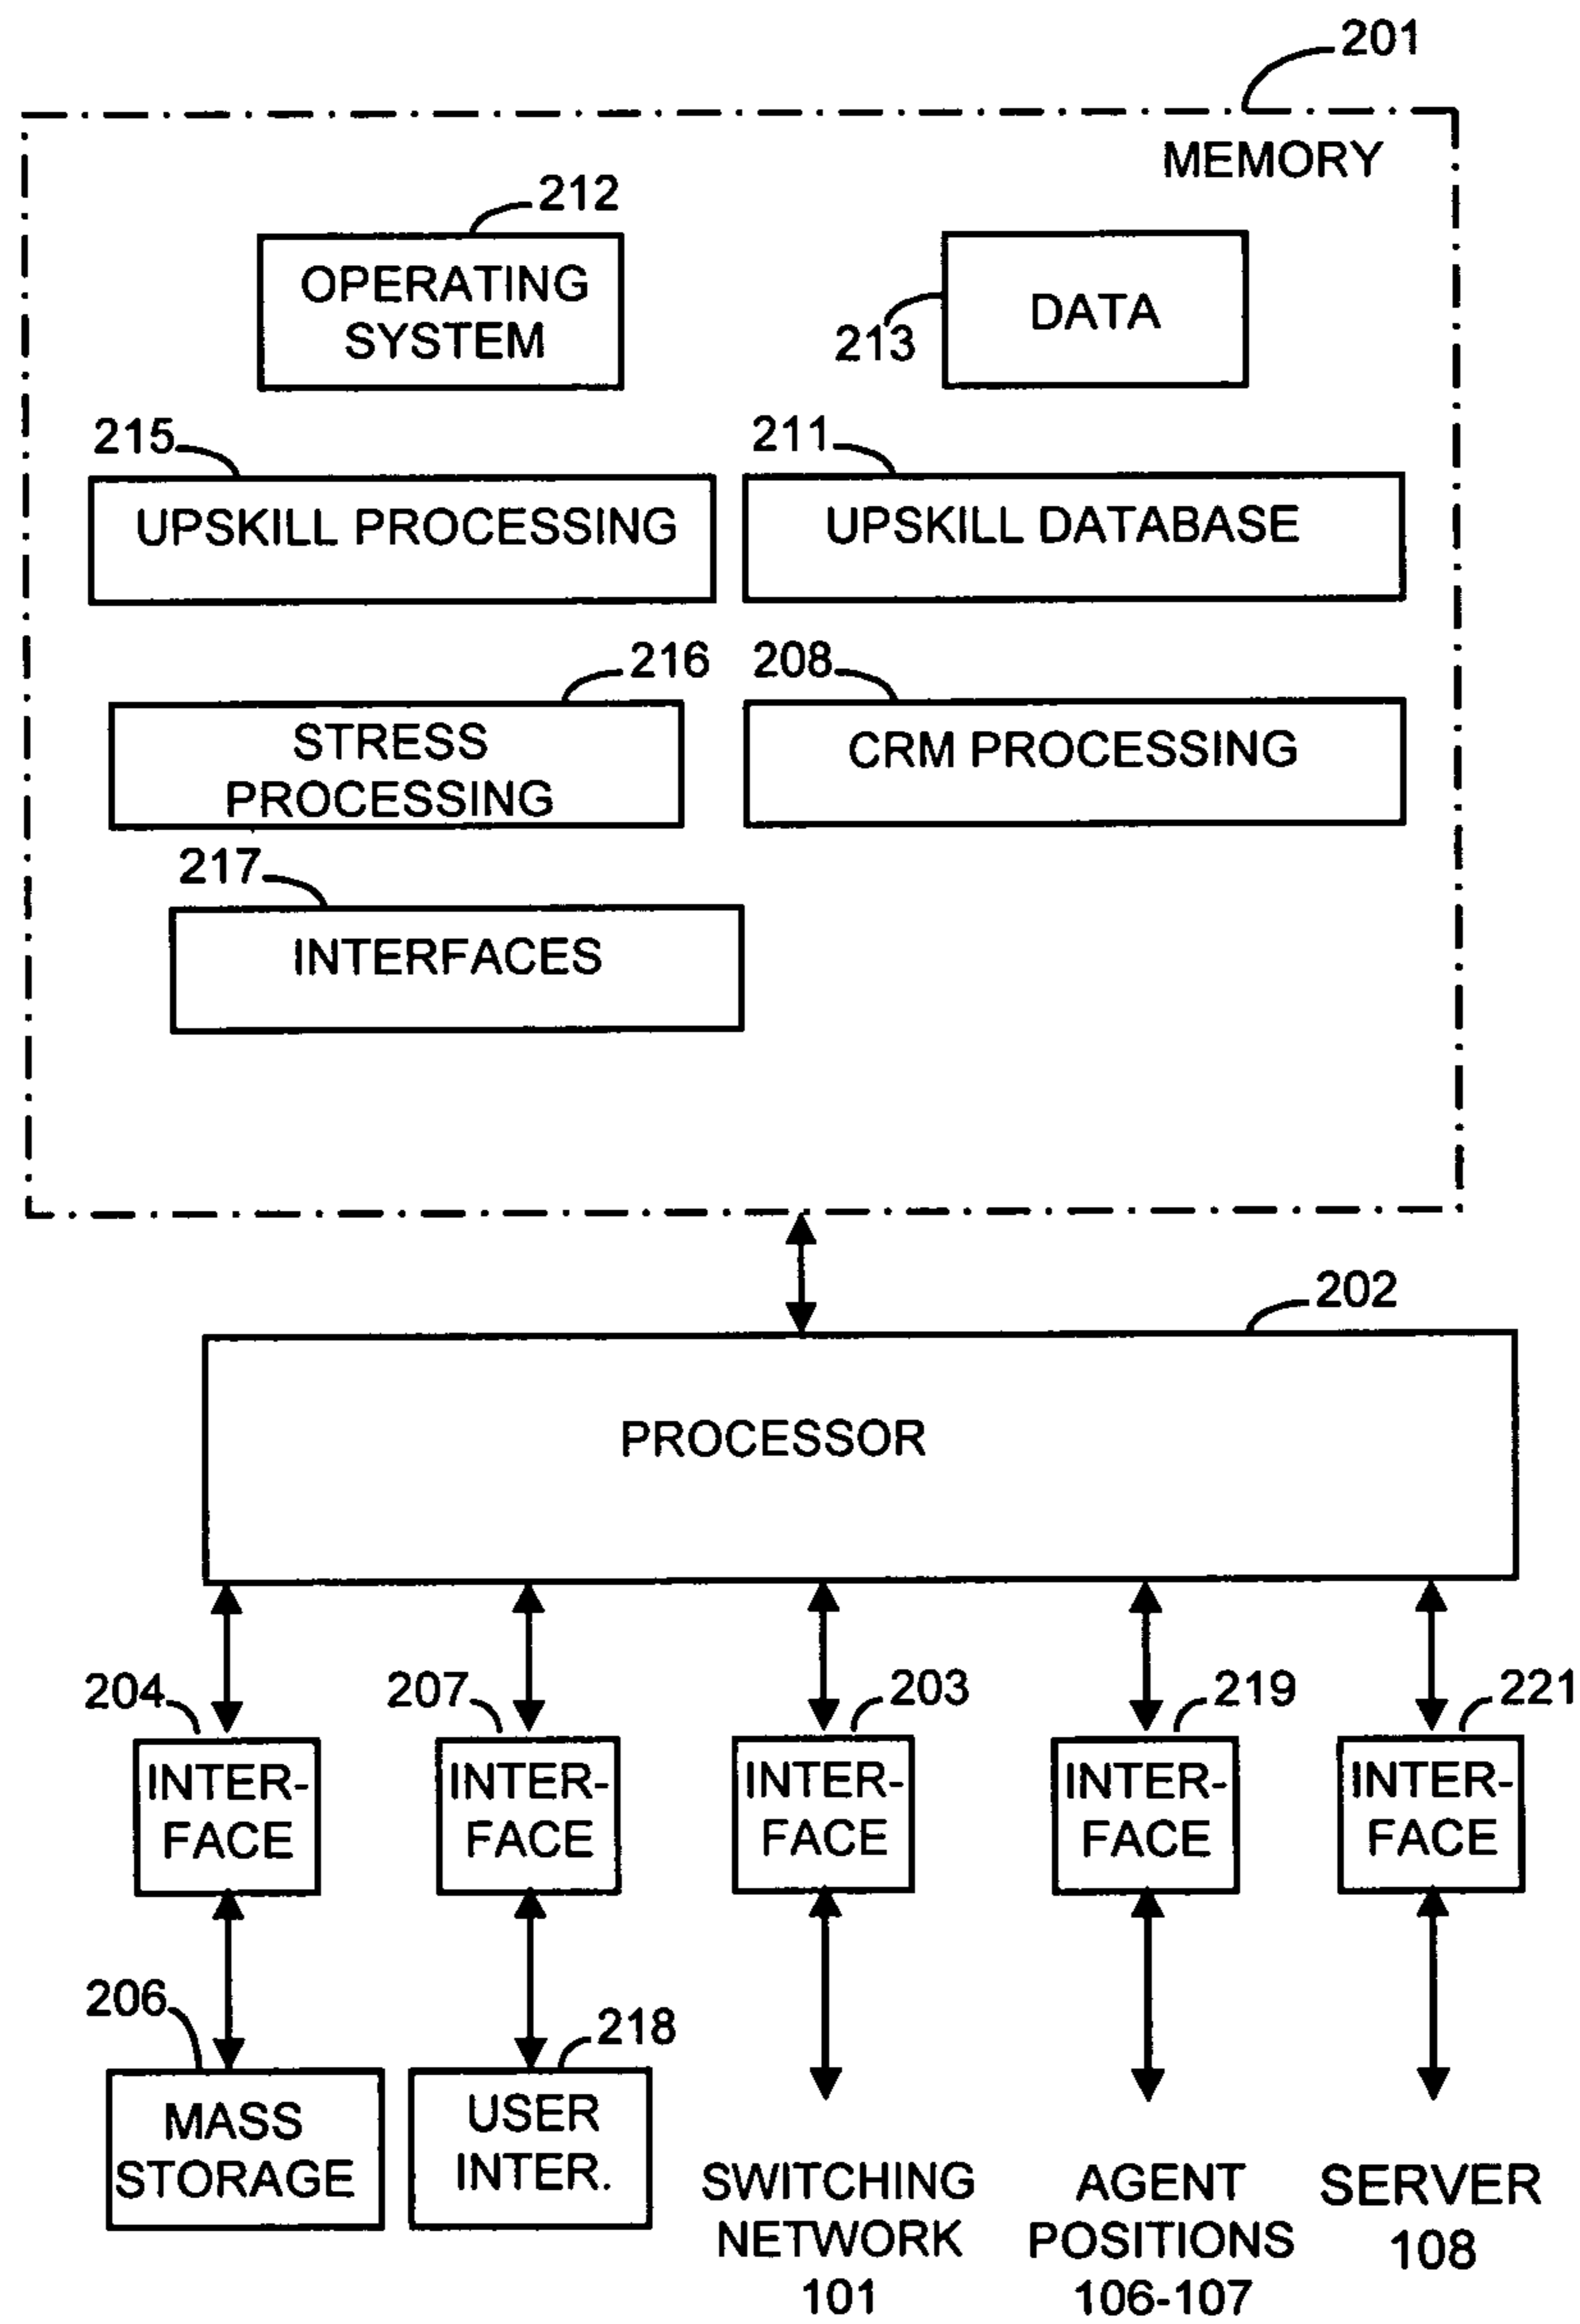 201
MEMORY
212
OPERATING
SYSTEM
DATA
213
215
UPSKILL PROCESSING
211
UPSKILL DATABASE
216
STRESS
PROCESSING
208
CRM PROCESSING
217
INTERFACES
202
PROCESSOR
204
INTER-
FACE
207
INTER-
FACE
203
INTER-
FACE
219
INTER-
FACE
221
INTER-
FACE
206
MASS
STORAGE
218
USER
INTER.
SWITCHING
NETWORK
101
AGENT
POSITIONS
106-107
SERVER
108